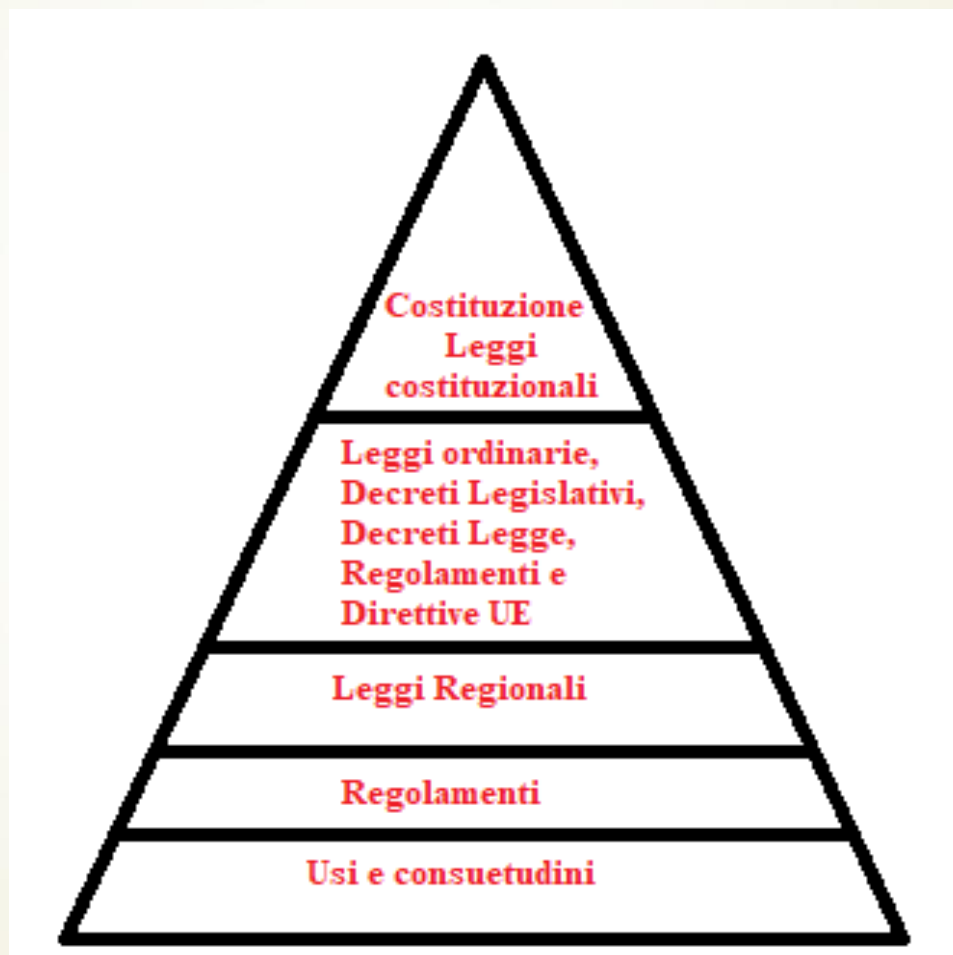 Costituzione
Leggi
costituzionali
Leggi ordinarie,
Decreti Legislativi,
Decreti Legge,
Regolamenti e
Direttive UE
Leggi Regionali
Regolamenti
Usi e consuetudini